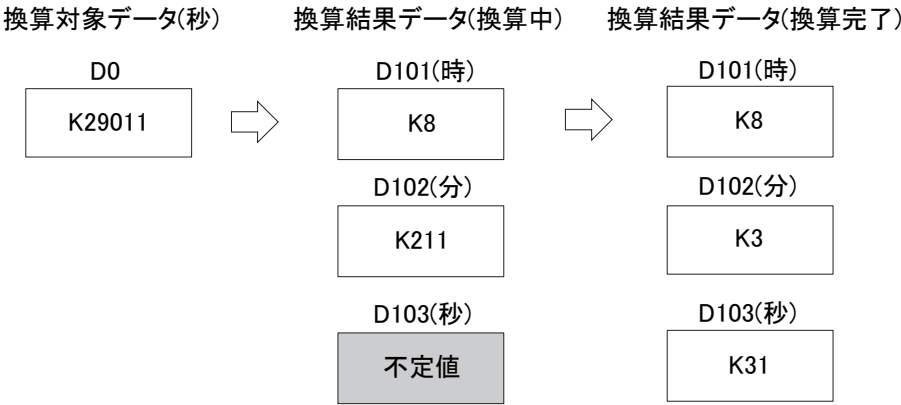 換算対象データ(秒) 換算結果データ(換算中) 換算結果データ(換算完了)
D0 D101(時) D101(時)
K29011 K8 K8
D102(分) D102(分)
K211 K3
D103(秒) D103(秒)
不定値 K31